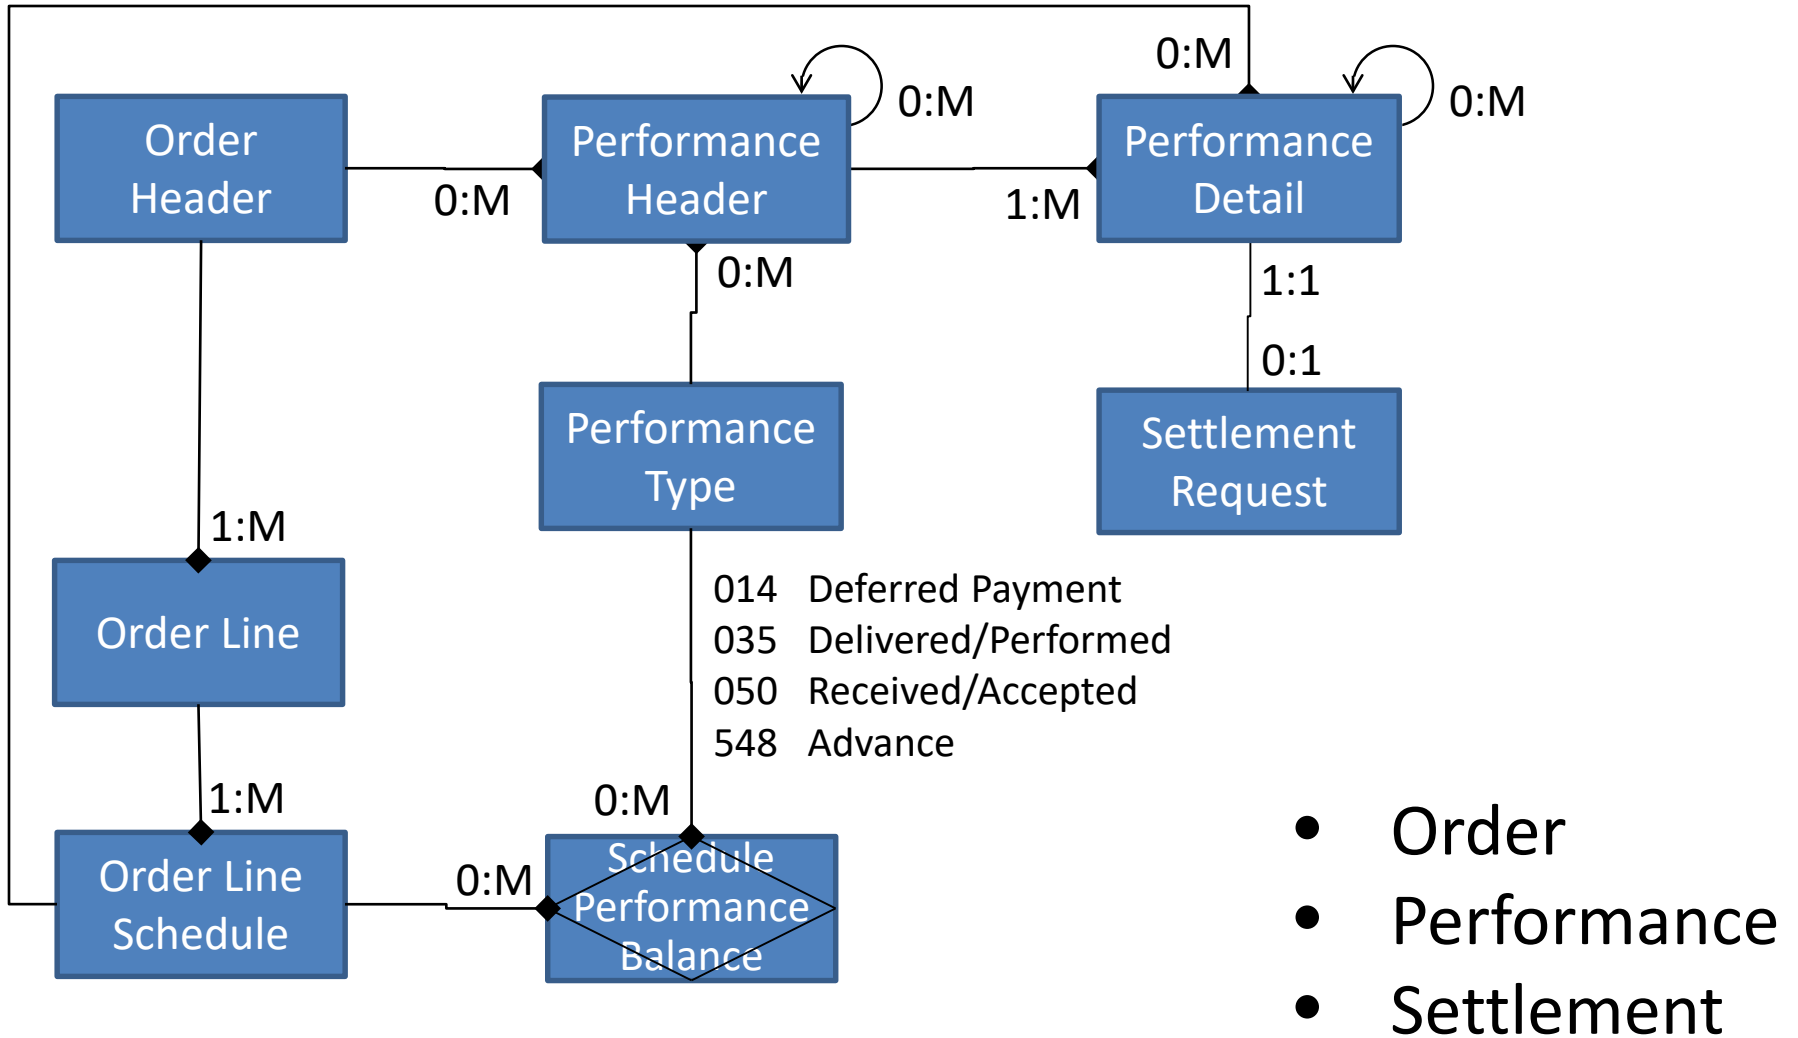 0:M
0:M
0:M
Order
Header
Performance
Header
Performance
Detail
0:M
1:M
0:M
1:1
0:1
Performance
Type
Settlement
Request
1:M
Order Line
014 Deferred Payment
035 Delivered/Performed
050 Received/Accepted
548 Advance
1:M
0:M
Order Line
Schedule
0:M
Schedule
Performance
Balance
• Order
• Performance
• Settlement